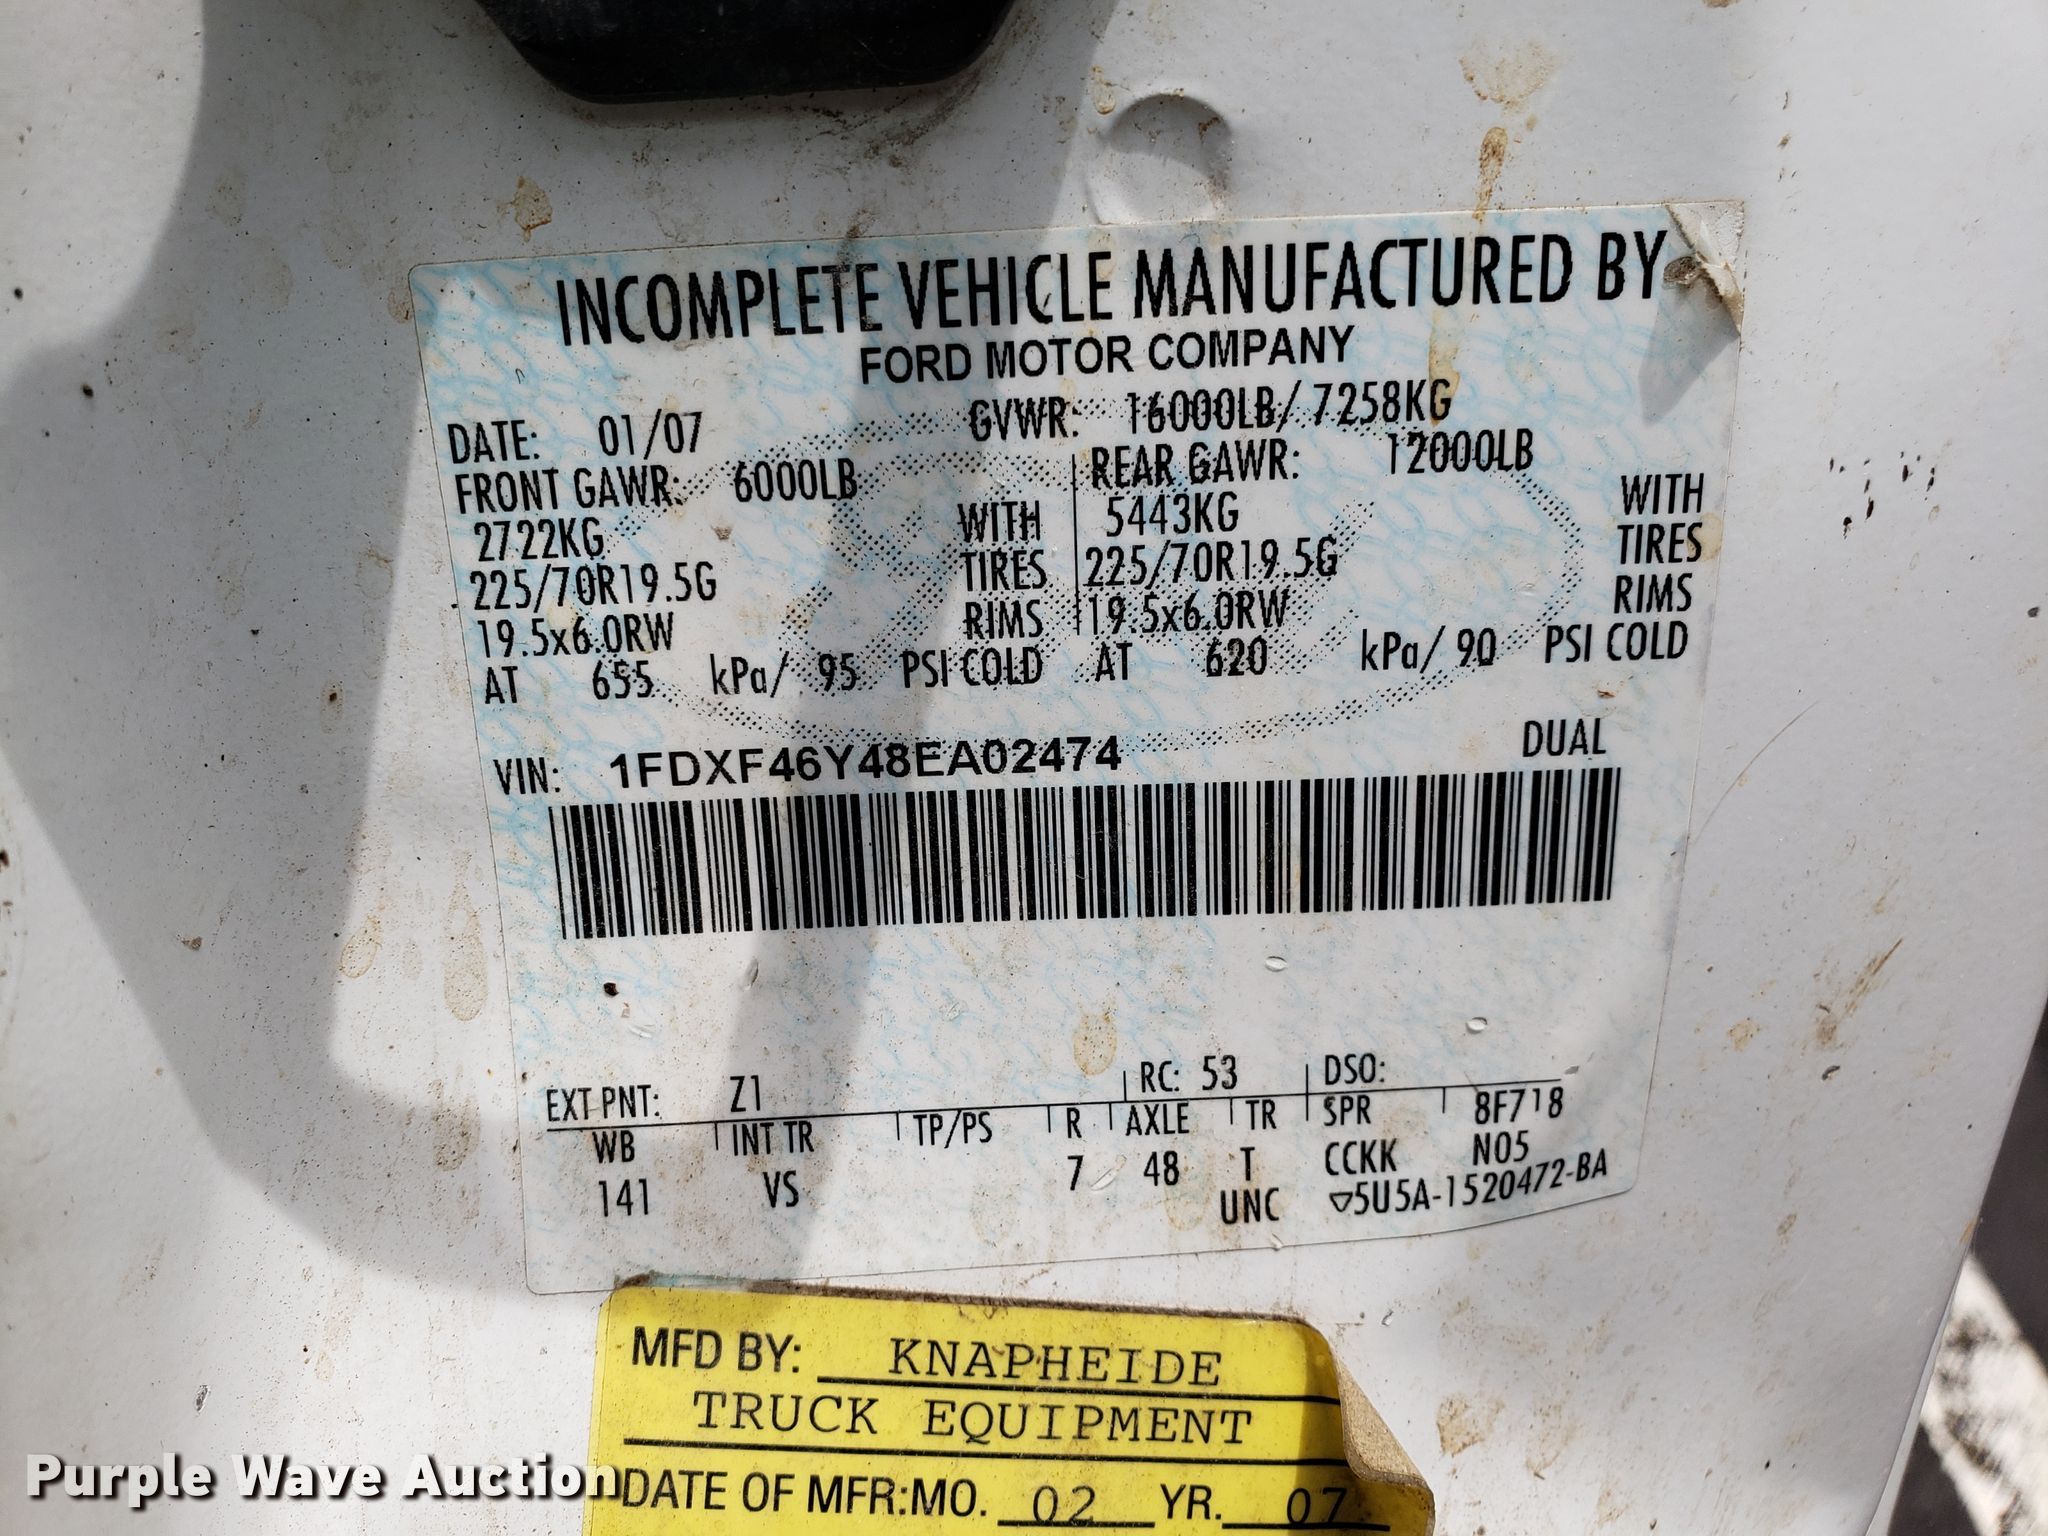 INCOMPLETE VEHICLE MANUFACTURED BY
FORD MOTOR COMPANY
DATE: 01/07 GVWR: 16000LB/ 7258KG
FRONT GAWR: 6000LB REAR GAWR: 12000LB
2722KG WITH 5443KG WITH
225/70R19.5G TIRES 225/70R19.5G TIRES
19.5x6.0RW RIMS 19.5x6.0RW RIMS
AT 655 kPa/ 95 PSI COLD AT 620 kPa/ 90 PSI COLD
VIN: 1FDXF46Y48EA02474 DUAL
EXT PNT: Z1 RC: 53 DSO:
WB INT TR TP/PS R AXLE TR SPR 8F718
141 VS 7 48 T CCKK N05
UNC 5U5A-1520472-BA
MFD BY: KNAPHEIDE
TRUCK EQUIPMENT
DATE OF MFR: MO. 02 YR. 07
Purple Wave Auction